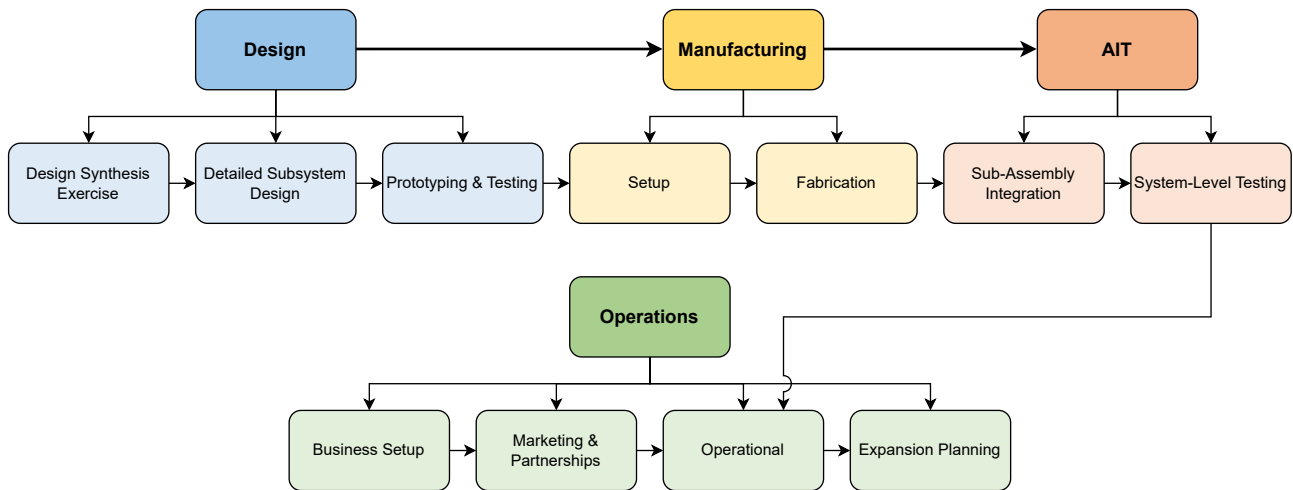 Design
Manufacturing
AIT
Design Synthesis
Exercise
Detailed Subsystem
Design
Prototyping & Testing
Setup
Fabrication
Sub-Assembly
Integration
System-Level Testing
Operations
Business Setup
Marketing &
Partnerships
Operational
Expansion Planning